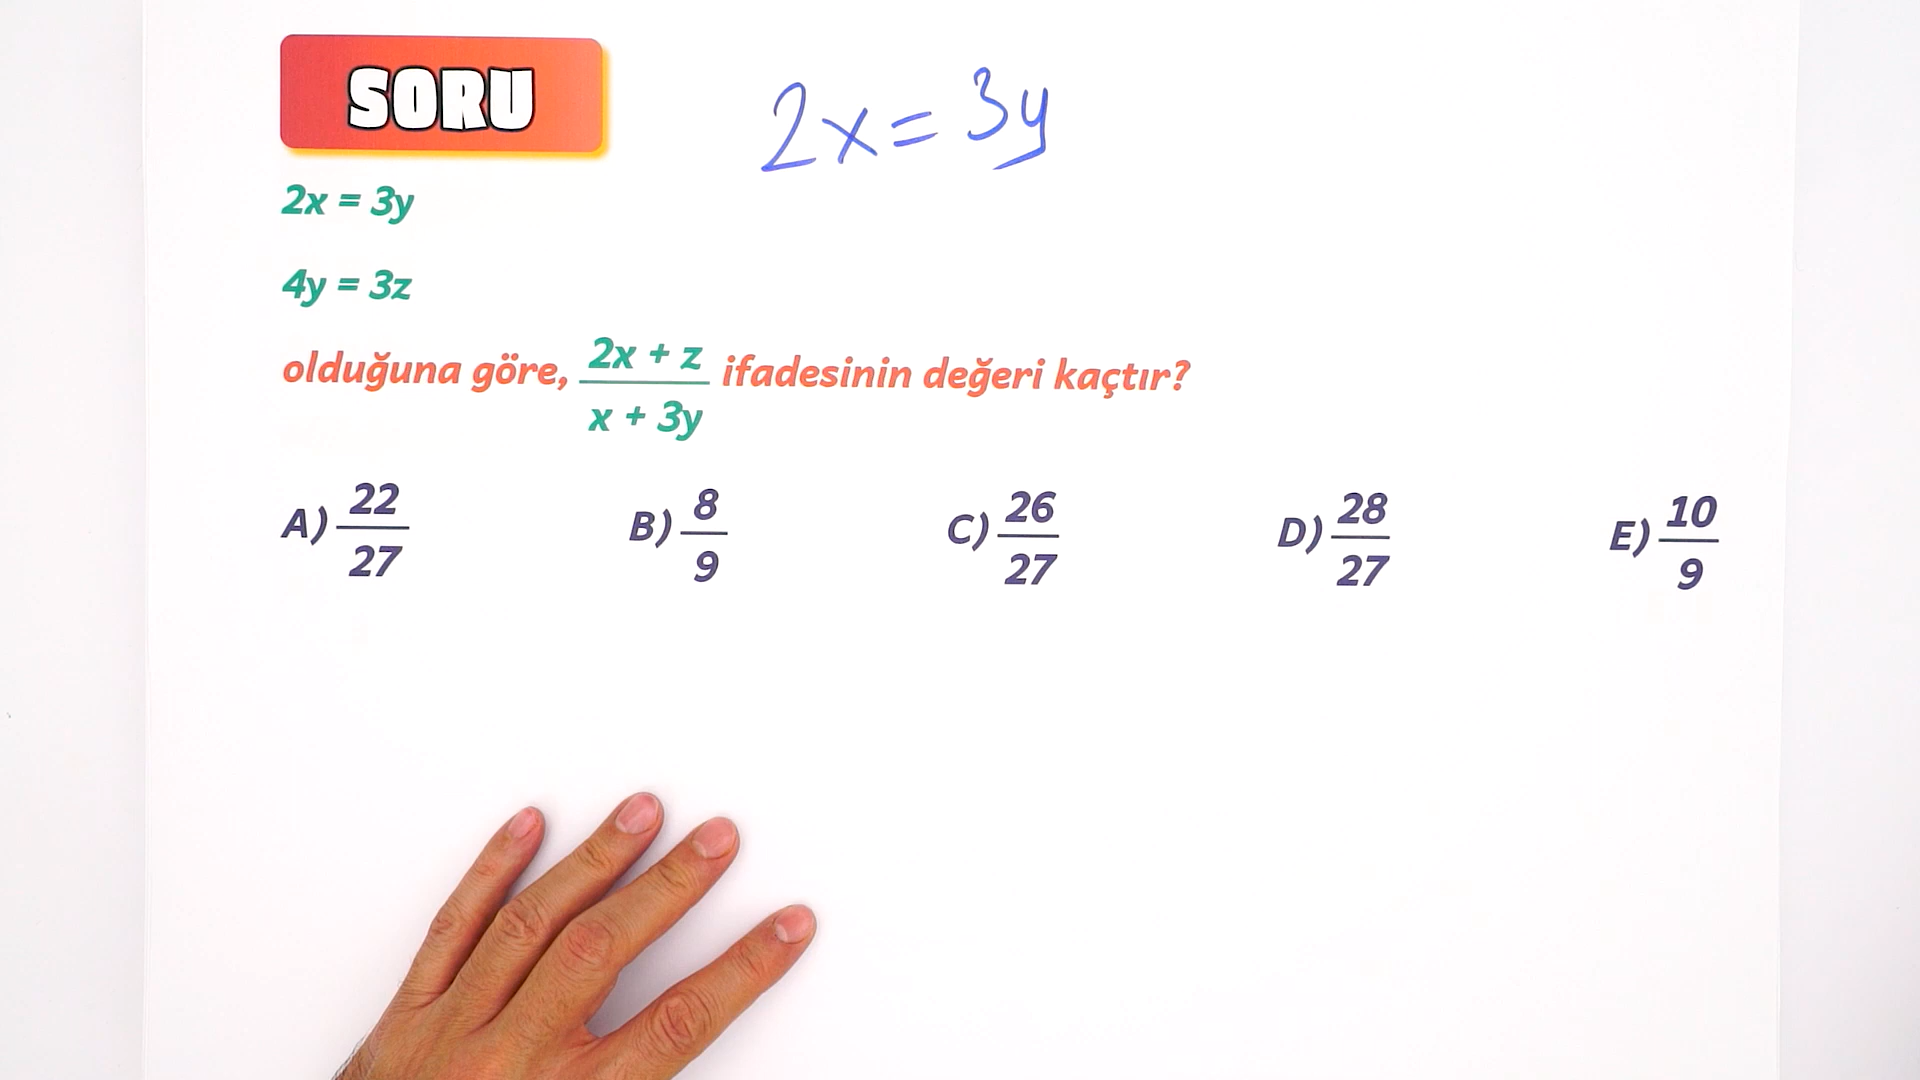 SORU
2x = 3y
2x = 3y
4y = 3z
olduğuna göre, (2x + z)/(x + 3y) ifadesinin değeri kaçtır?
A) 22/27 B) 8/9 C) 26/27 D) 28/27 E) 10/9